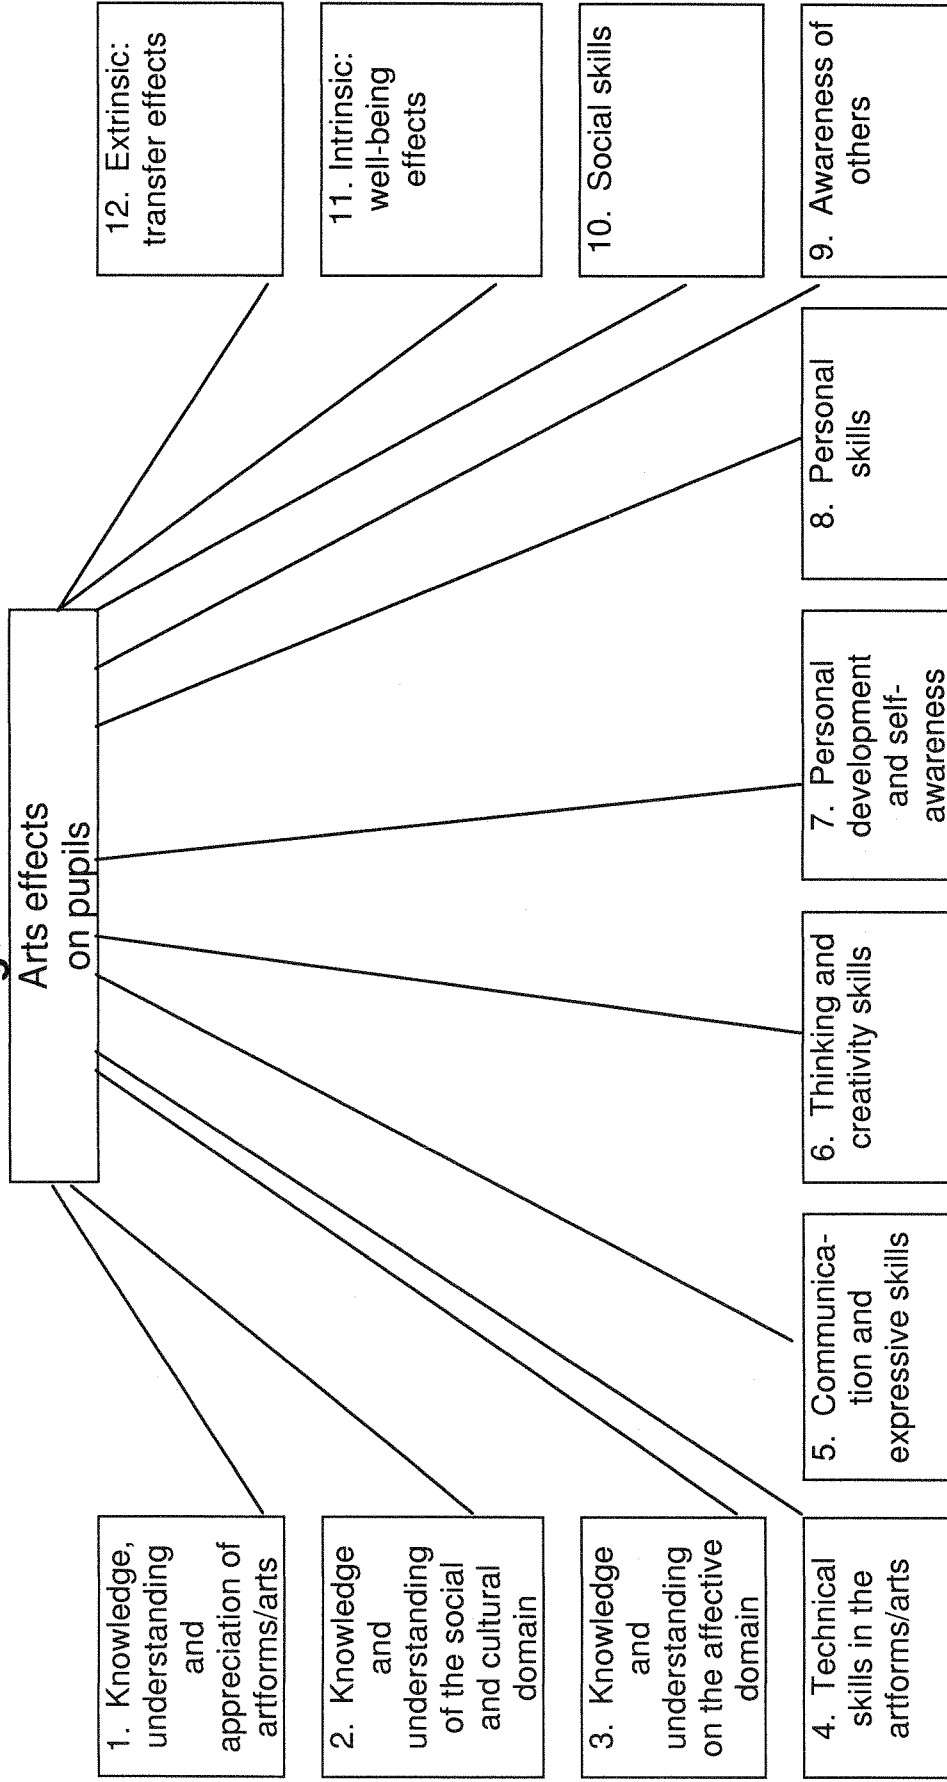 Arts effects
on pupils
1. Knowledge,
understanding
and
appreciation of
artforms/arts
2. Knowledge
and
understanding
of the social
and cultural
domain
3. Knowledge
and
understanding
on the affective
domain
4. Technical
skills in the
artforms/arts
5. Communica-
tion and
expressive skills
6. Thinking and
creativity skills
7. Personal
development
and self-
awareness
8. Personal
skills
9. Awareness of
others
10. Social skills
11. Intrinsic:
well-being
effects
12. Extrinsic:
transfer effects